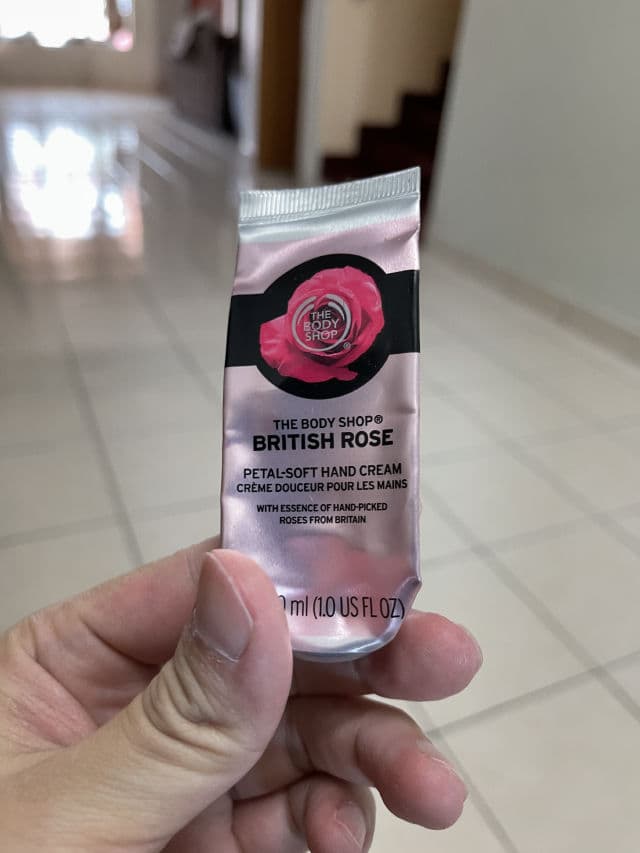 THE
BODY
SHOP
THE BODY SHOP®
BRITISH ROSE
PETAL-SOFT HAND CREAM
CRÈME DOUCEUR POUR LES MAINS
WITH ESSENCE OF HAND-PICKED
ROSES FROM BRITAIN
ml (1.0 US FL OZ)